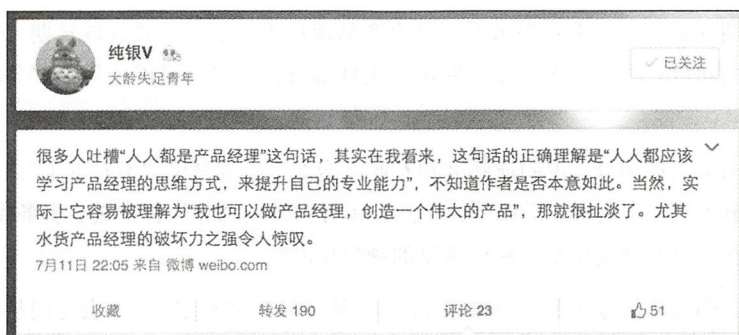 纯银V
✓ 已关注
大龄失足青年
很多人吐槽“人人都是产品经理”这句话，其实在我看来，这句话的正确理解是“人人都应该
学习产品经理的思维方式，来提升自己的专业能力”，不知道作者是否本意如此。当然，实
际上它容易被理解为“我也可以做产品经理，创造一个伟大的产品”，那就很扯淡了。尤其
水货产品经理的破坏力之强令人惊叹。
7月11日 22:05 来自 微博 weibo.com
收藏 转发 190 评论 23 51